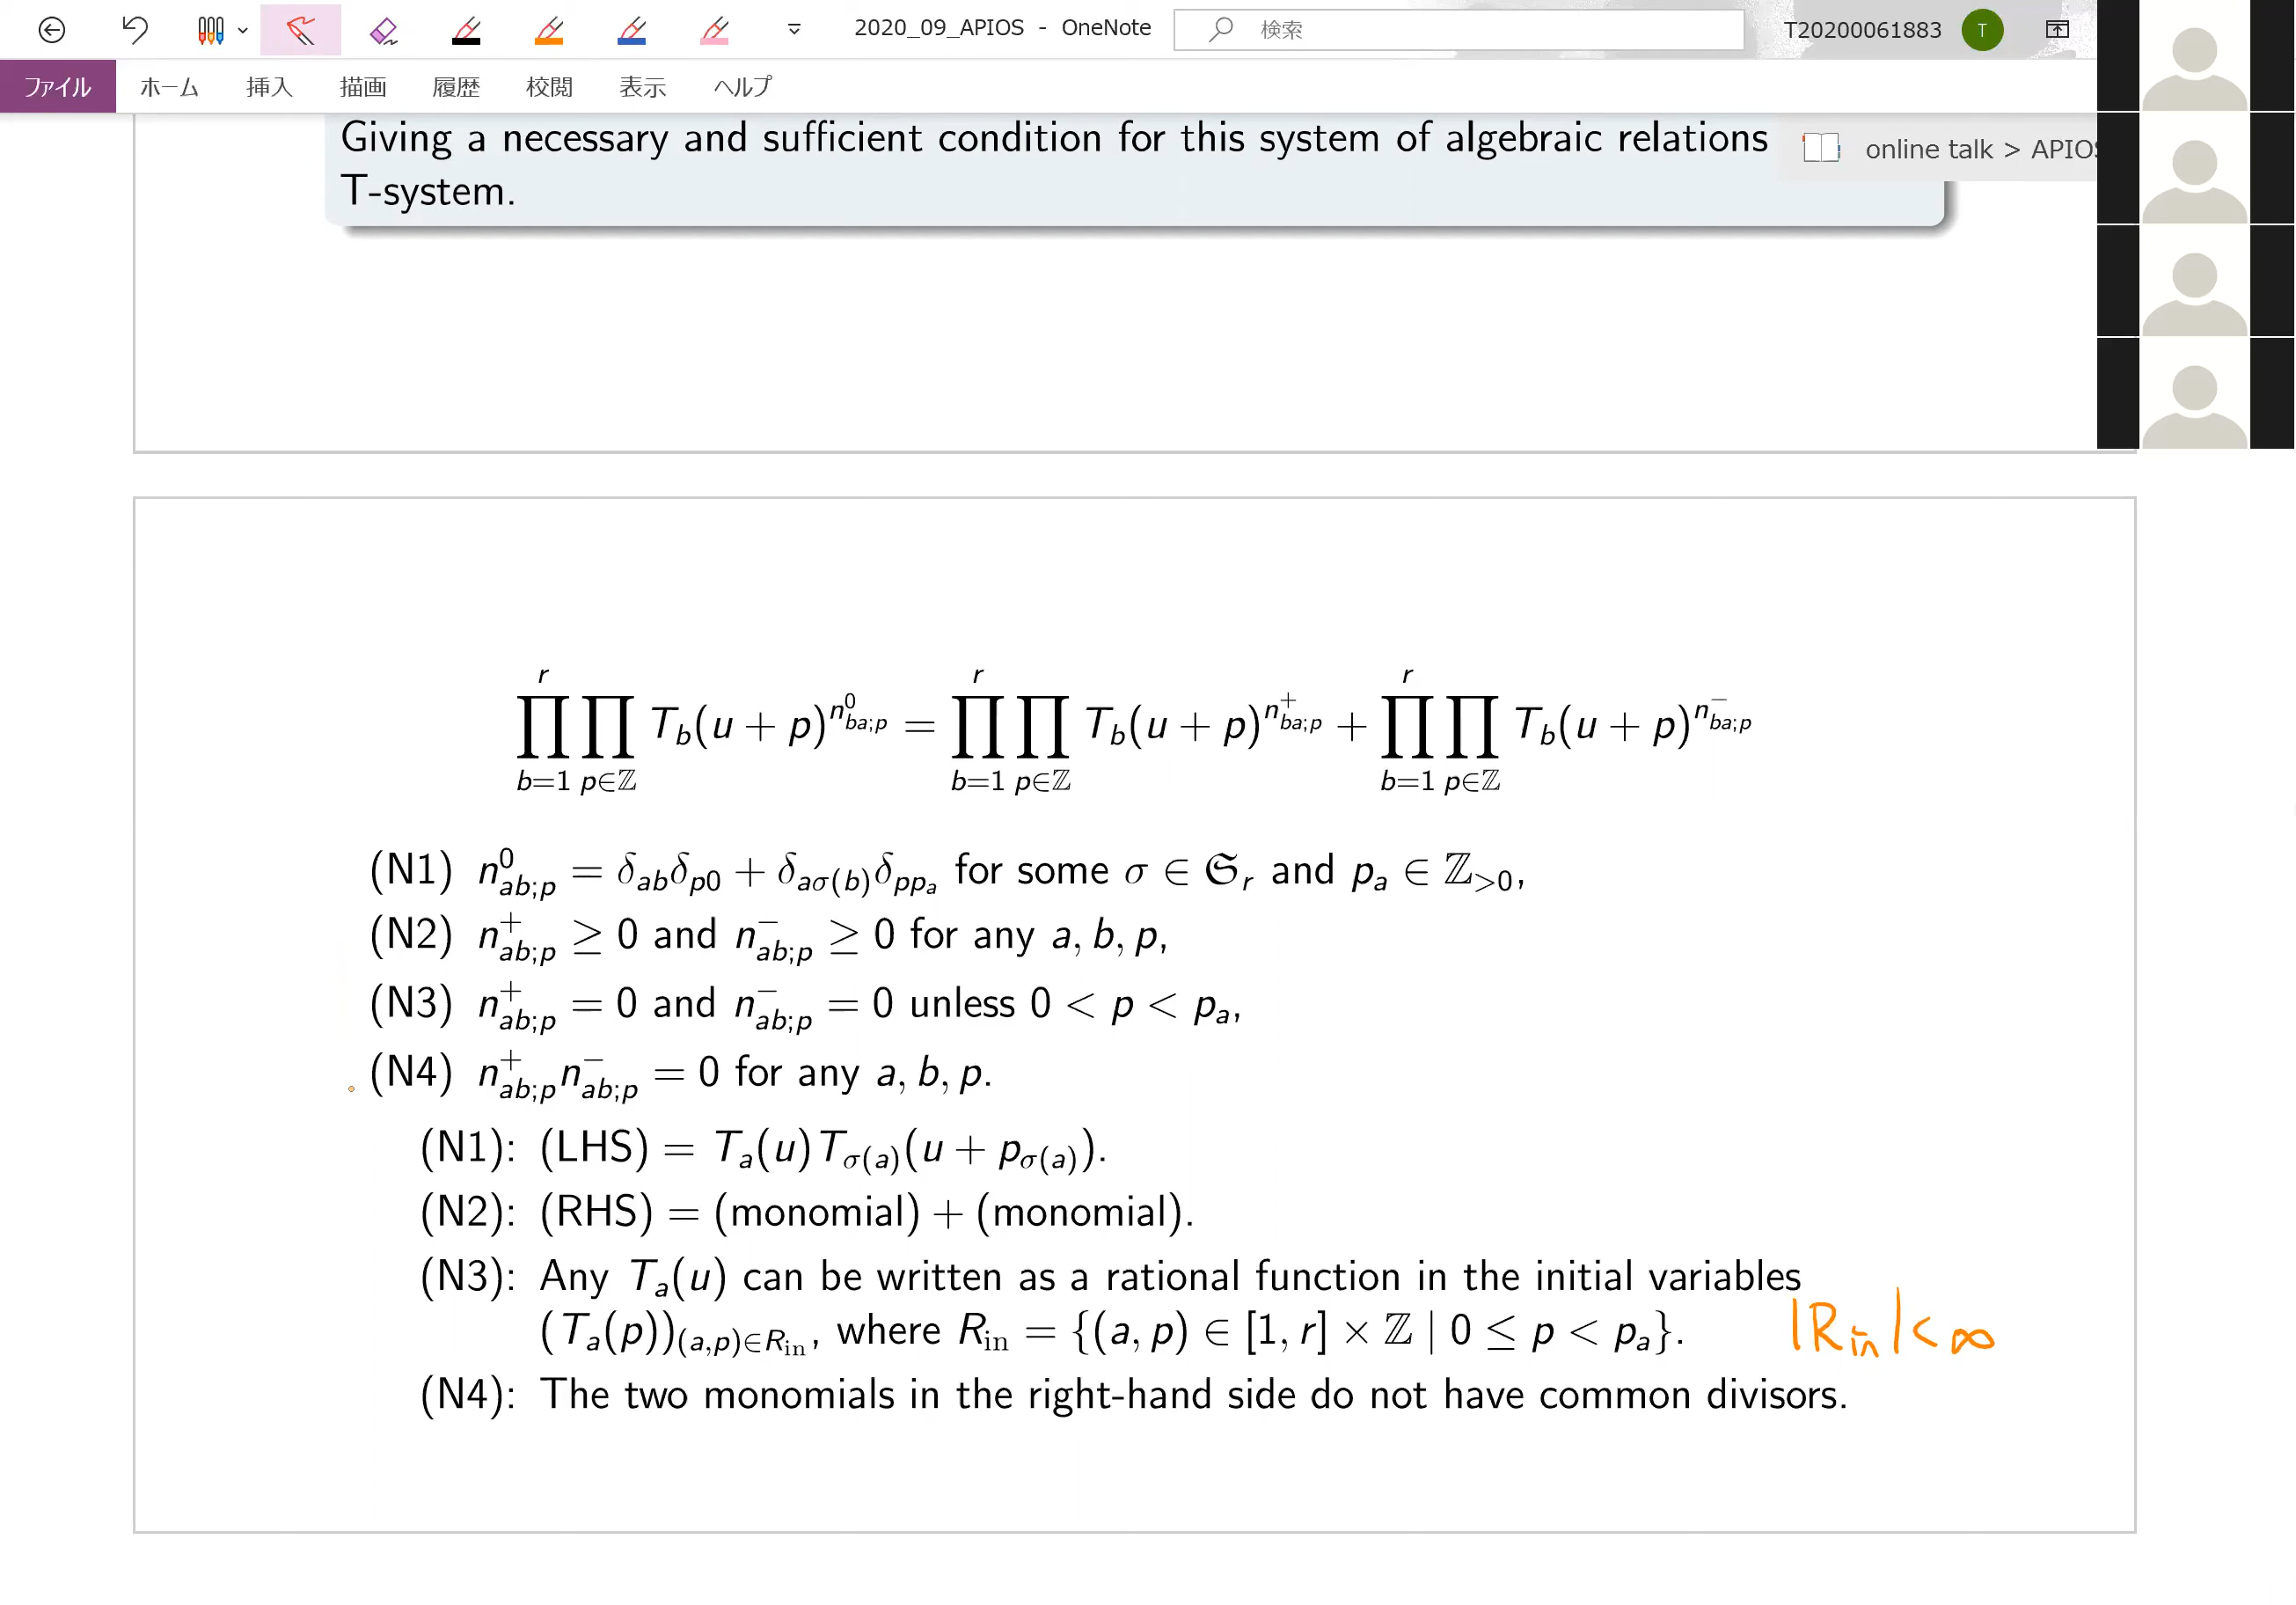 2020_09_APIOS - OneNote
検索
T20200061883
T
ファイル ホーム 挿入 描画 履歴 校閲 表示 ヘルプ
Giving a necessary and sufficient condition for this system of algebraic relations
T-system.
online talk > APIOS
∏_{b=1}^{r} ∏_{p∈ℤ} T_b(u + p)^{n^0_{ba;p}} = ∏_{b=1}^{r} ∏_{p∈ℤ} T_b(u + p)^{n^+_{ba;p}} + ∏_{b=1}^{r} ∏_{p∈ℤ} T_b(u + p)^{n^-_{ba;p}}
(N1) n^0_{ab;p} = δ_{ab}δ_{p0} + δ_{aσ(b)}δ_{pp_a} for some σ ∈ 𝔖_r and p_a ∈ ℤ_{>0},
(N2) n^+_{ab;p} ≥ 0 and n^-_{ab;p} ≥ 0 for any a, b, p,
(N3) n^+_{ab;p} = 0 and n^-_{ab;p} = 0 unless 0 < p < p_a,
(N4) n^+_{ab;p} n^-_{ab;p} = 0 for any a, b, p.
(N1): (LHS) = T_a(u)T_{σ(a)}(u + p_{σ(a)}).
(N2): (RHS) = (monomial) + (monomial).
(N3): Any T_a(u) can be written as a rational function in the initial variables
(T_a(p))_{(a,p)∈R_in}, where R_in = {(a, p) ∈ [1, r] × ℤ | 0 ≤ p < p_a}.
|R_in| < ∞
(N4): The two monomials in the right-hand side do not have common divisors.